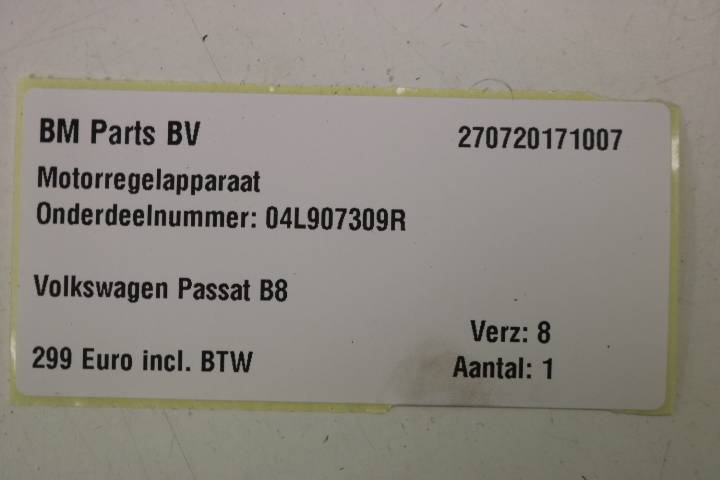 BM Parts BV 270720171007
Motorregelapparaat
Onderdeelnummer: 04L907309R
Volkswagen Passat B8
Verz: 8
299 Euro incl. BTW Aantal: 1